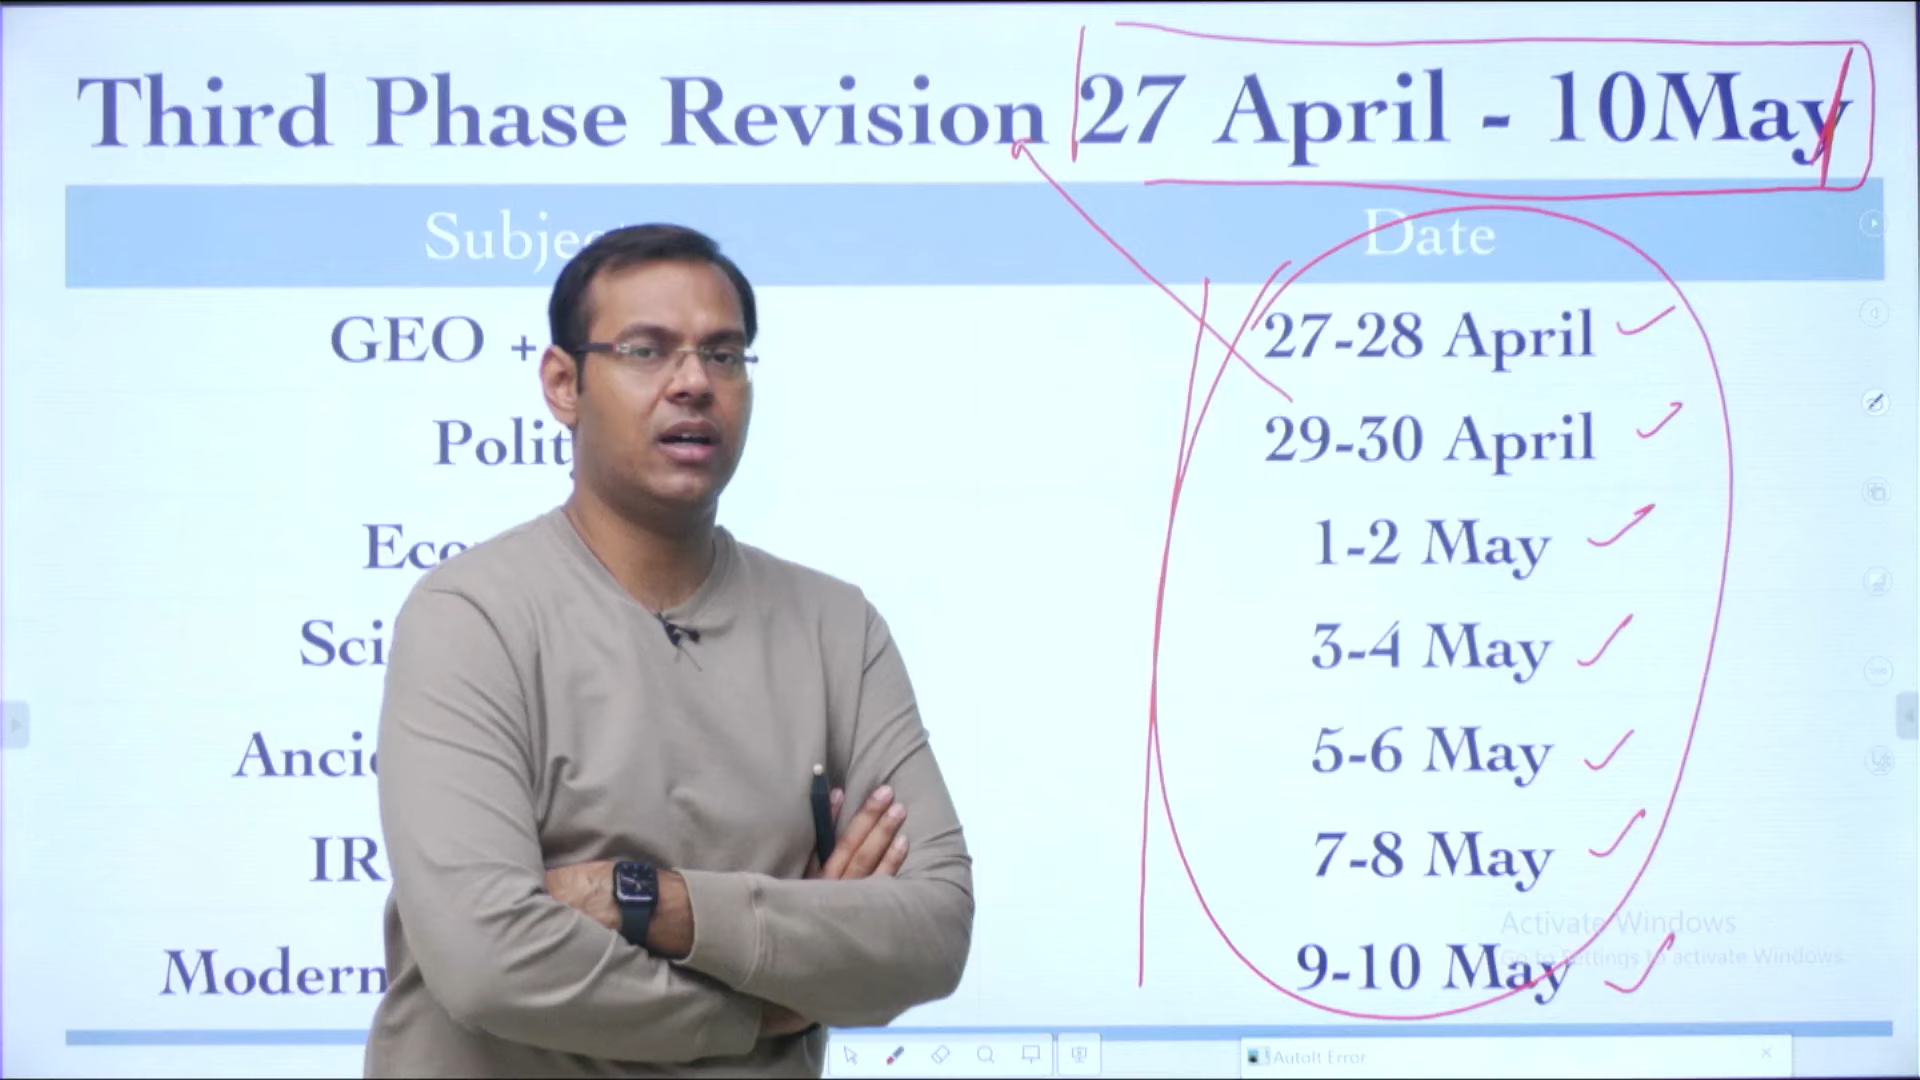 Third Phase Revision 27 April - 10May
Subject Date
GEO + 27-28 April
Polity 29-30 April
Eco 1-2 May
Sci 3-4 May
Anci 5-6 May
IR 7-8 May
Modern 9-10 May
Activate Windows
Go to Settings to activate Windows.
AutoIt Error